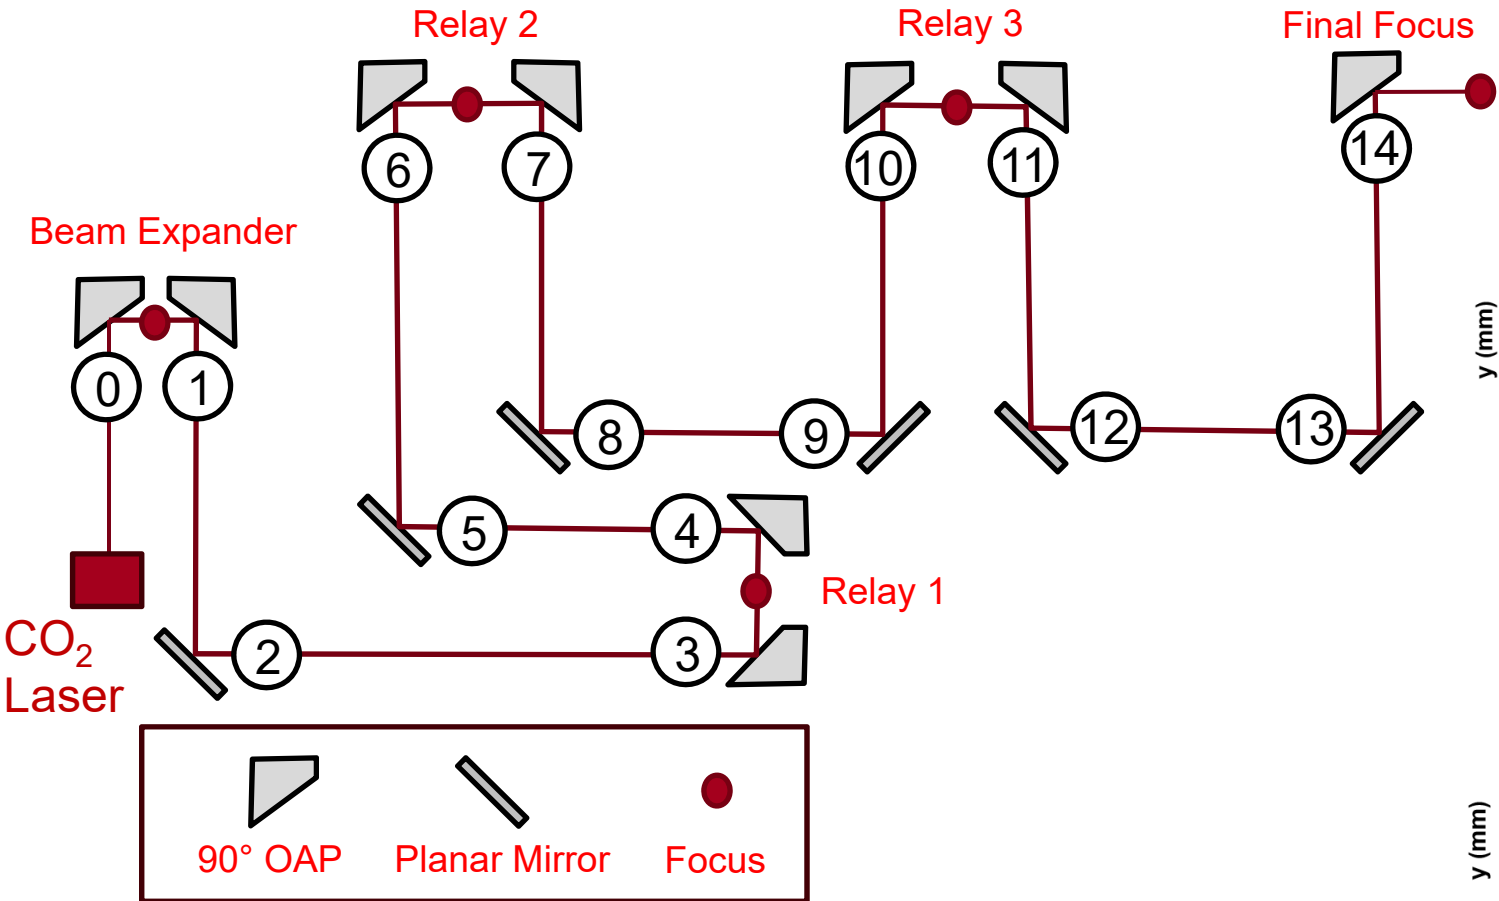 Relay 2
Relay 3
Final Focus
6
7
10
11
14
Beam Expander
0
1
y (mm)
8
9
12
13
5
4
Relay 1
CO₂
Laser
2
3
90° OAP
Planar Mirror
Focus
y (mm)